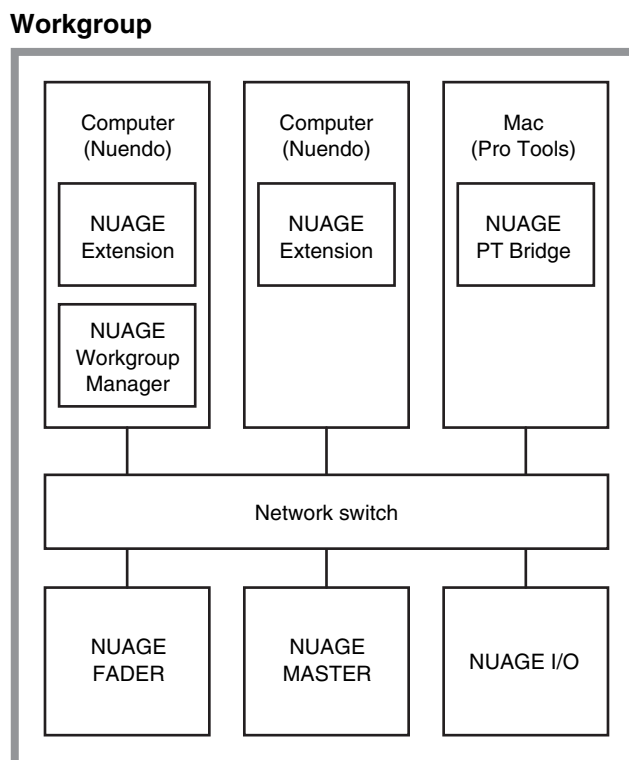 Workgroup
Computer
(Nuendo)
NUAGE
Extension
NUAGE
Workgroup
Manager
Computer
(Nuendo)
NUAGE
Extension
Mac
(Pro Tools)
NUAGE
PT Bridge
Network switch
NUAGE
FADER
NUAGE
MASTER
NUAGE I/O